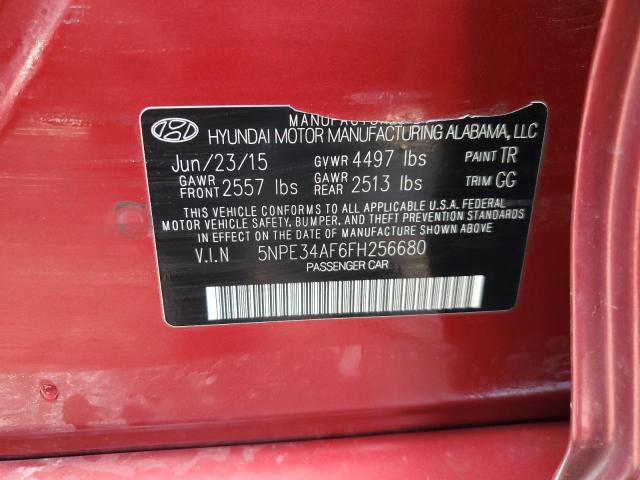 MANUFACTURED
HYUNDAI MOTOR MANUFACTURING ALABAMA, LLC
Jun/23/15 GVWR 4497 lbs PAINT TR
GAWR FRONT 2557 lbs GAWR REAR 2513 lbs TRIM GG
THIS VEHICLE CONFORMS TO ALL APPLICABLE U.S.A. FEDERAL
MOTOR VEHICLE SAFETY, BUMPER, AND THEFT PREVENTION STANDARDS
IN EFFECT ON THE DATE OF MANUFACTURE SHOWN ABOVE.
V.I.N 5NPE34AF6FH256680
PASSENGER CAR